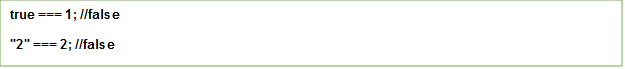 true === 1; //false
"2" === 2; //false